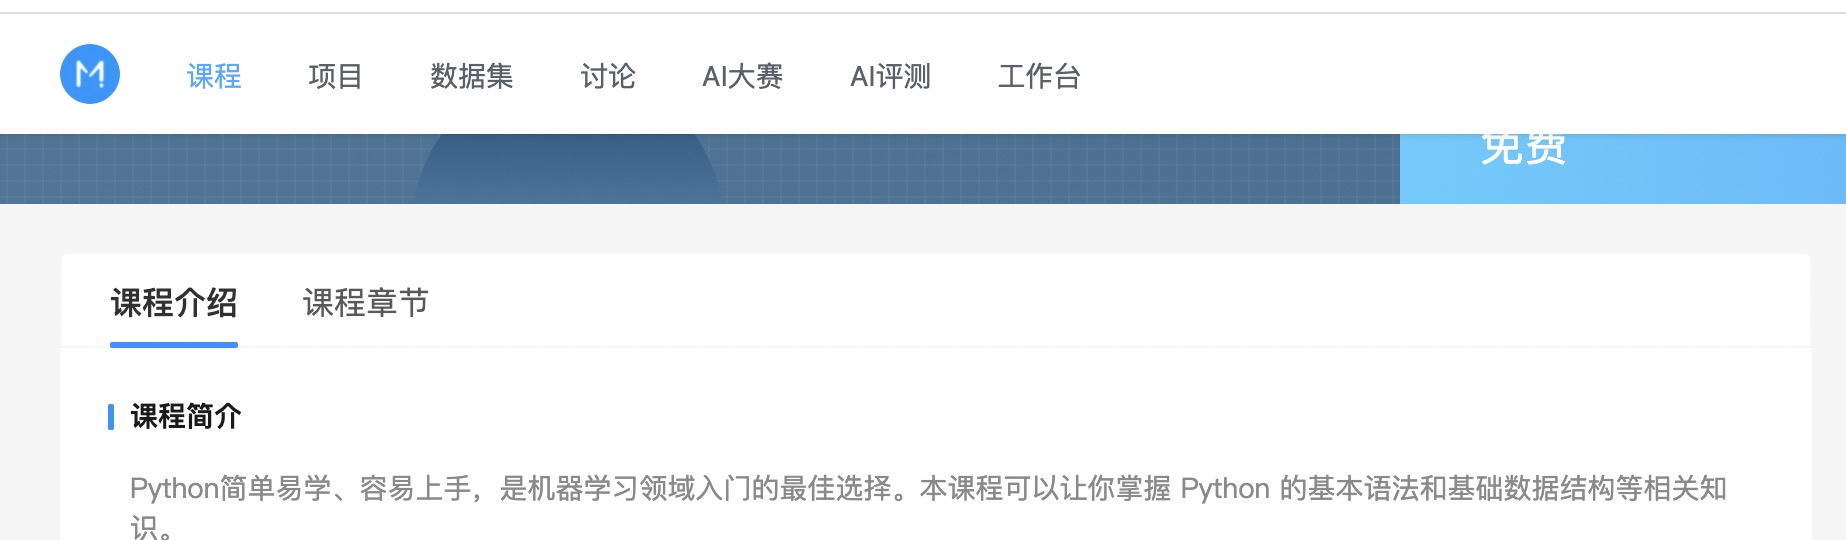 M
课程 项目 数据集 讨论 AI大赛 AI评测 工作台
免费
课程介绍 课程章节
课程简介
Python简单易学、容易上手，是机器学习领域入门的最佳选择。本课程可以让你掌握 Python 的基本语法和基础数据结构等相关知
识。